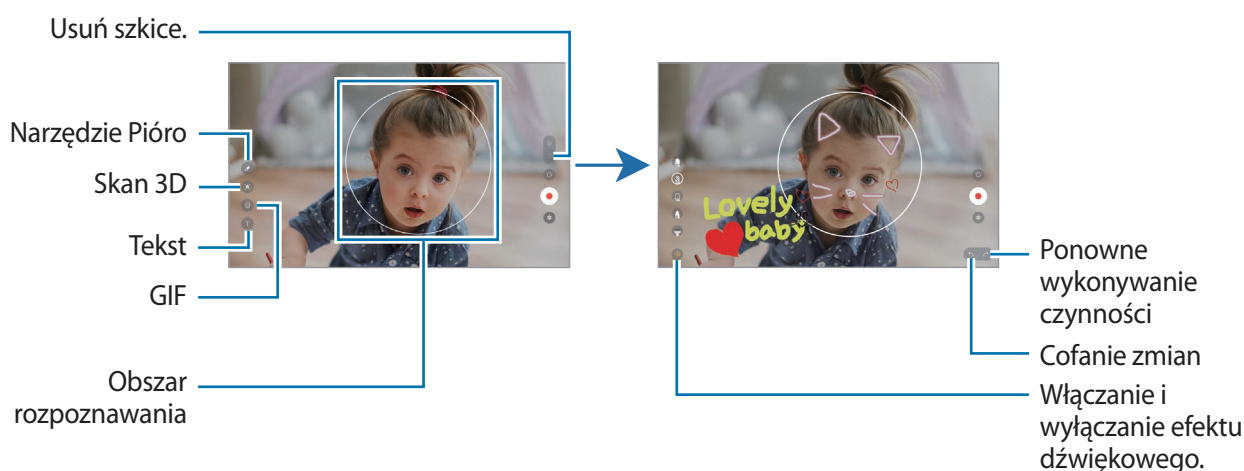 Usuń szkice.
Narzędzie Pióro
Skan 3D
Tekst
GIF
Obszar
rozpoznawania
Lovely
baby
Ponowne
wykonywanie
czynności
Cofanie zmian
Włączanie i
wyłączanie efektu
dźwiękowego.